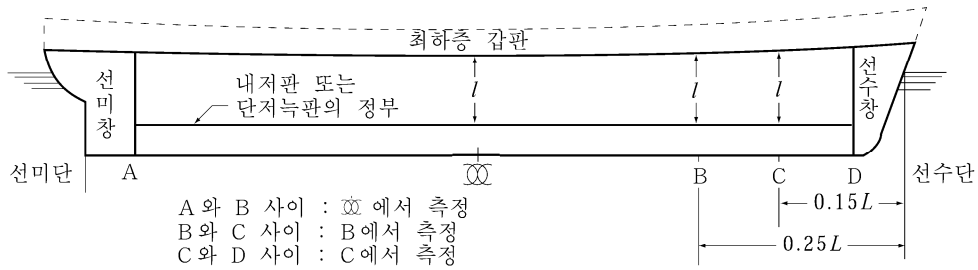 최하층 갑판
내저판 또는
단저늑판의 정부
l l l
선미창
선수창
선미단 A B C D 선수단
0.15L
0.25L
A와 B 사이 : ⯊에서 측정
B와 C 사이 : B에서 측정
C와 D 사이 : C에서 측정